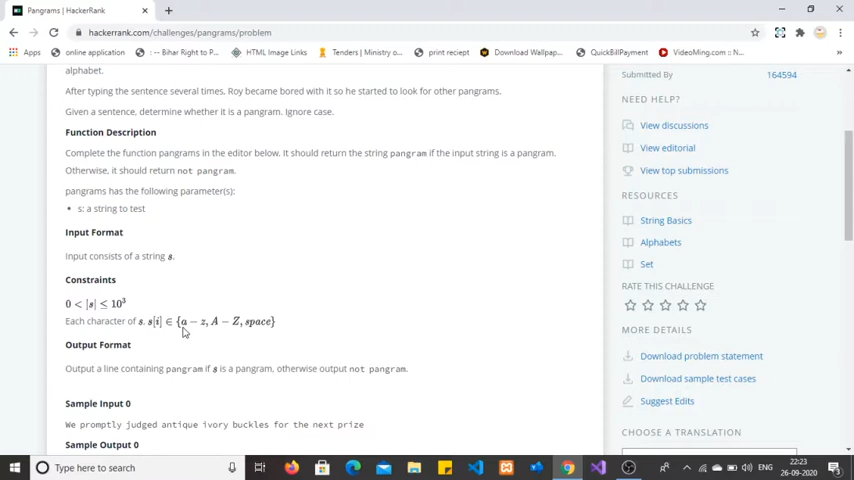 Pangrams | HackerRank
hackerrank.com/challenges/pangrams/problem
Apps
online application
: -- Bihar Right to P...
HTML Image Links
Tenders | Ministry o...
print reciept
Download Wallpap...
QuickBillPayment
VideoMing.com ::N...
alphabet.
After typing the sentence several times, Roy became bored with it so he started to look for other pangrams.
Given a sentence, determine whether it is a pangram. Ignore case.
Function Description
Complete the function pangrams in the editor below. It should return the string pangram if the input string is a pangram.
Otherwise, it should return not pangram.
pangrams has the following parameter(s):
• s: a string to test
Input Format
Input consists of a string s.
Constraints
0 < |s| ≤ 10³
Each character of s. s[i] ∈ {a − z, A − Z, space}
Output Format
Output a line containing pangram if s is a pangram, otherwise output not pangram.
Sample Input 0
We promptly judged antique ivory buckles for the next prize
Sample Output 0
Submitted By 164594
NEED HELP?
View discussions
View editorial
View top submissions
RESOURCES
String Basics
Alphabets
Set
RATE THIS CHALLENGE
MORE DETAILS
Download problem statement
Download sample test cases
Suggest Edits
CHOOSE A TRANSLATION
Type here to search
ENG
22:23
26-09-2020
3